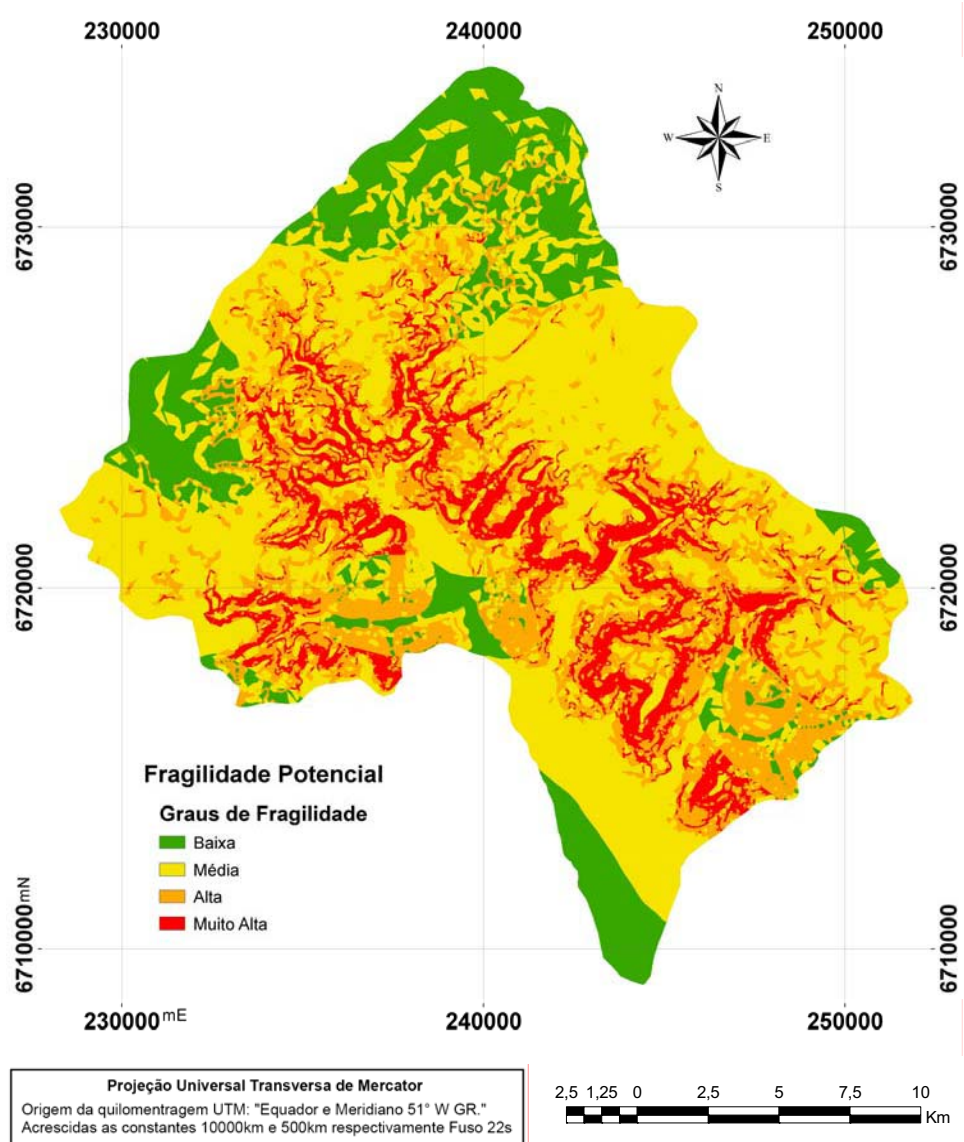 230000 240000 250000
N
W E
S
6730000 6730000
6720000 6720000
Fragilidade Potencial
Graus de Fragilidade
Baixa
Média
Alta
Muito Alta
6710000mN 6710000
230000mE 240000 250000
Projeção Universal Transversa de Mercator
Origem da quilomentragem UTM: "Equador e Meridiano 51° W GR."
Acrescidas as constantes 10000km e 500km respectivamente Fuso 22s
2,5 1,25 0 2,5 5 7,5 10
Km